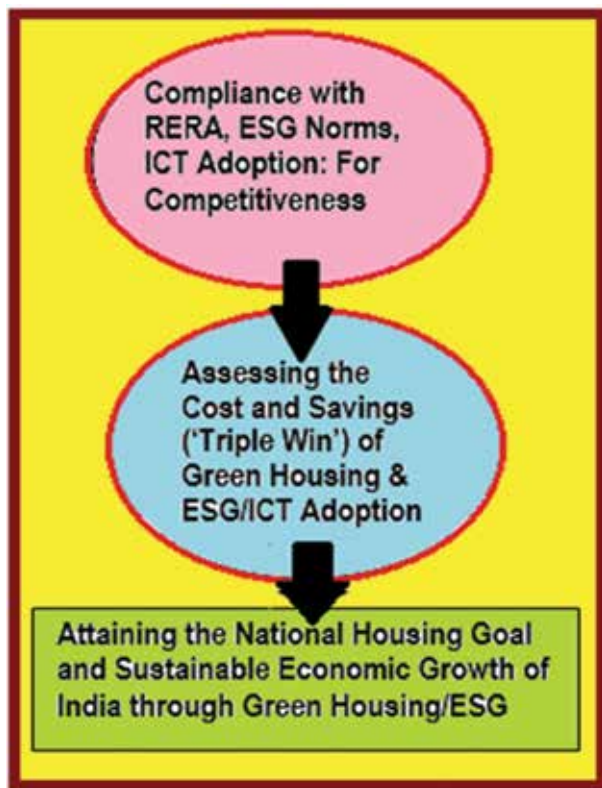 Compliance with
RERA, ESG Norms,
ICT Adoption: For
Competitiveness
Assessing the
Cost and Savings
(‘Triple Win’) of
Green Housing &
ESG/ICT Adoption
Attaining the National Housing Goal
and Sustainable Economic Growth of
India through Green Housing/ESG